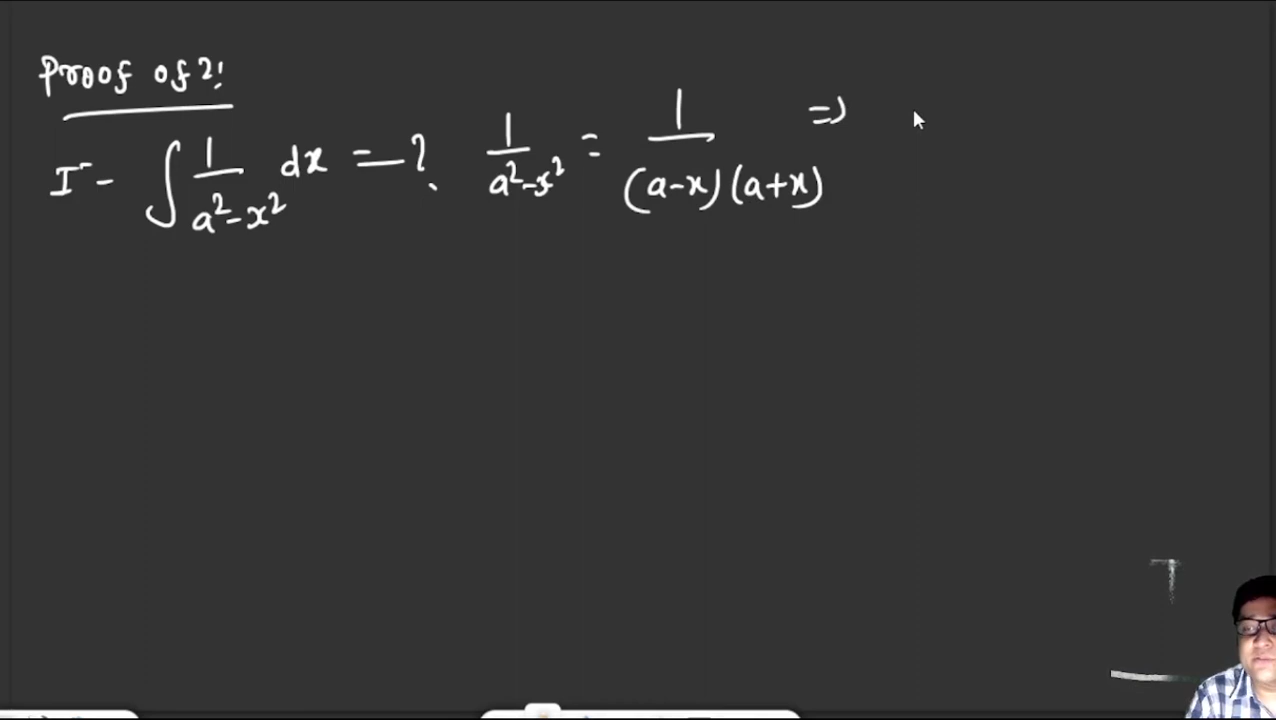 Proof of 2:
I = ∫ 1/(a²-x²) dx = —? 1/(a²-x²) = 1/((a-x)(a+x)) =>